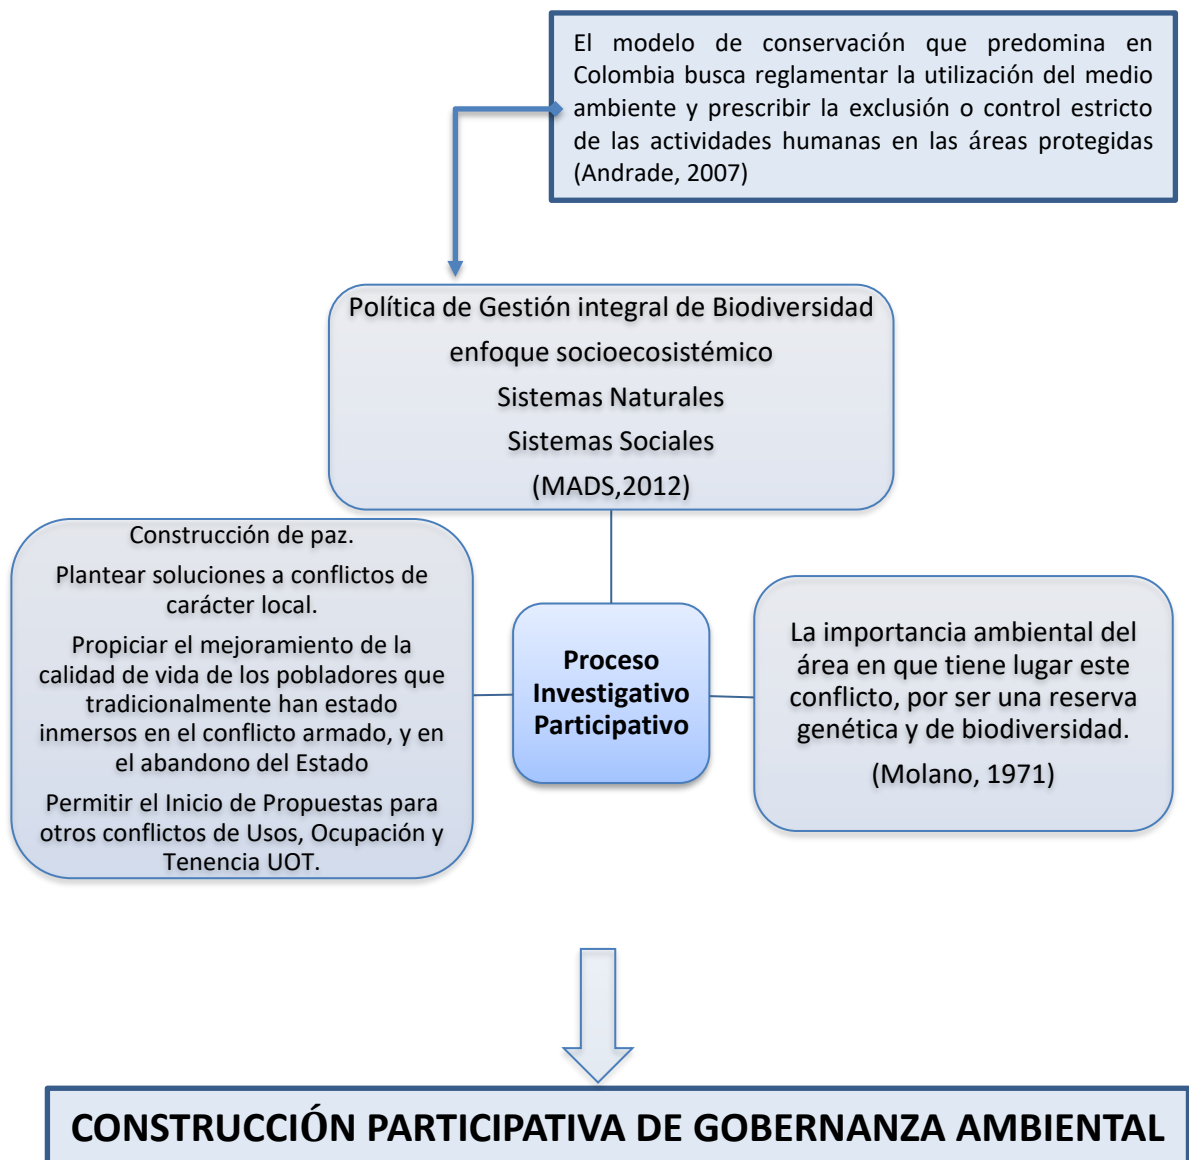 El modelo de conservación que predomina en
Colombia busca reglamentar la utilización del medio
ambiente y prescribir la exclusión o control estricto
de las actividades humanas en las áreas protegidas
(Andrade, 2007)
Política de Gestión integral de Biodiversidad
enfoque socioecosistémico
Sistemas Naturales
Sistemas Sociales
(MADS,2012)
Construcción de paz.
Plantear soluciones a conflictos de
carácter local.
Propiciar el mejoramiento de la
calidad de vida de los pobladores que
tradicionalmente han estado
inmersos en el conflicto armado, y en
el abandono del Estado
Permitir el Inicio de Propuestas para
otros conflictos de Usos, Ocupación y
Tenencia UOT.
Proceso
Investigativo
Participativo
La importancia ambiental del
área en que tiene lugar este
conflicto, por ser una reserva
genética y de biodiversidad.
(Molano, 1971)
CONSTRUCCIÓN PARTICIPATIVA DE GOBERNANZA AMBIENTAL